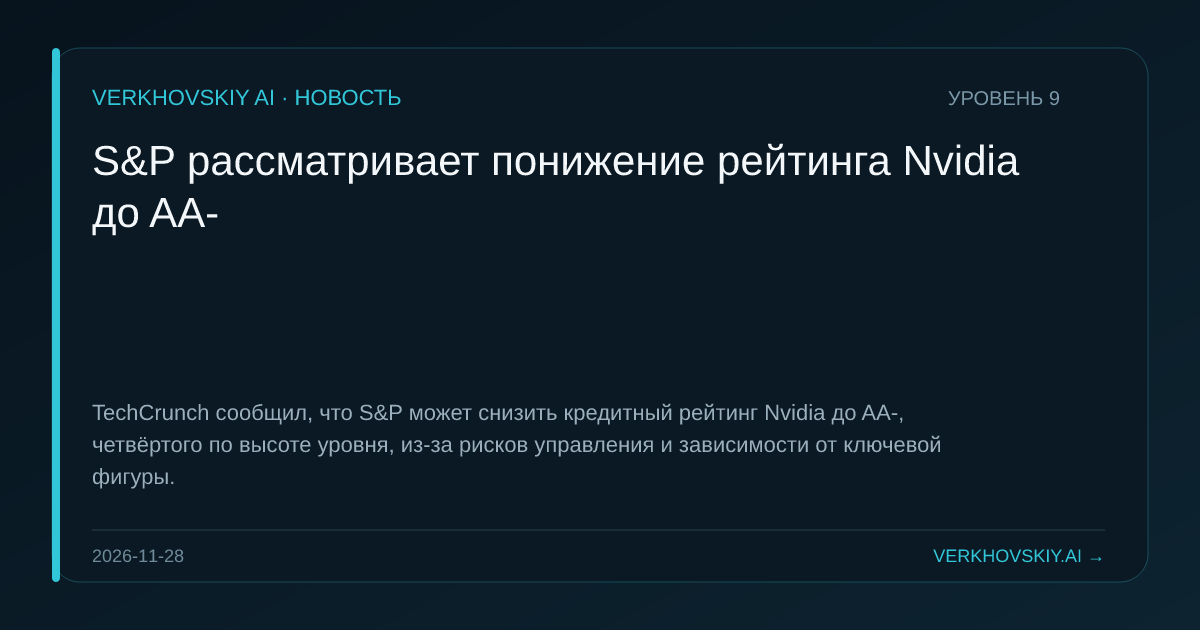 VERKHOVSKIY AI · НОВОСТЬ
УРОВЕНЬ 9
S&P рассматривает понижение рейтинга Nvidia
до AA-
TechCrunch сообщил, что S&P может снизить кредитный рейтинг Nvidia до AA-,
четвёртого по высоте уровня, из-за рисков управления и зависимости от ключевой
фигуры.
2026-11-28
VERKHOVSKIY.AI →